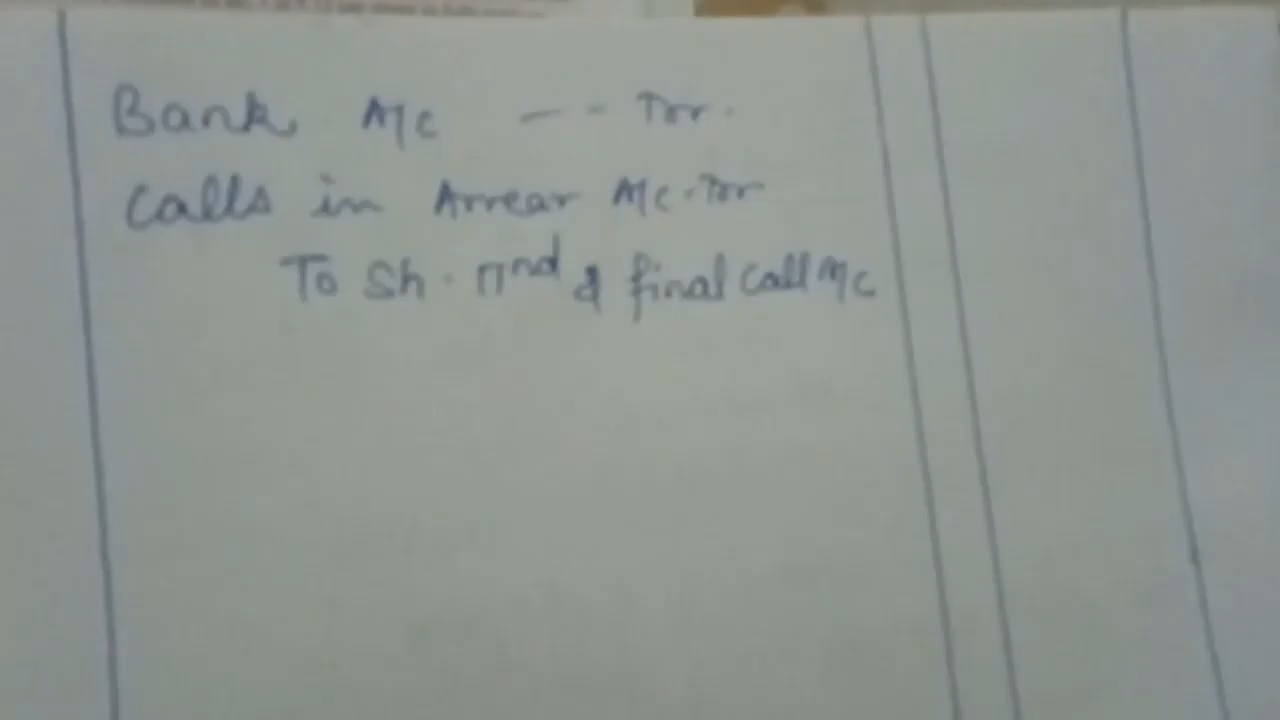 Bank A/c -- Dr.
Calls in Arrear A/c - Dr
To Sh. IInd & final call A/c